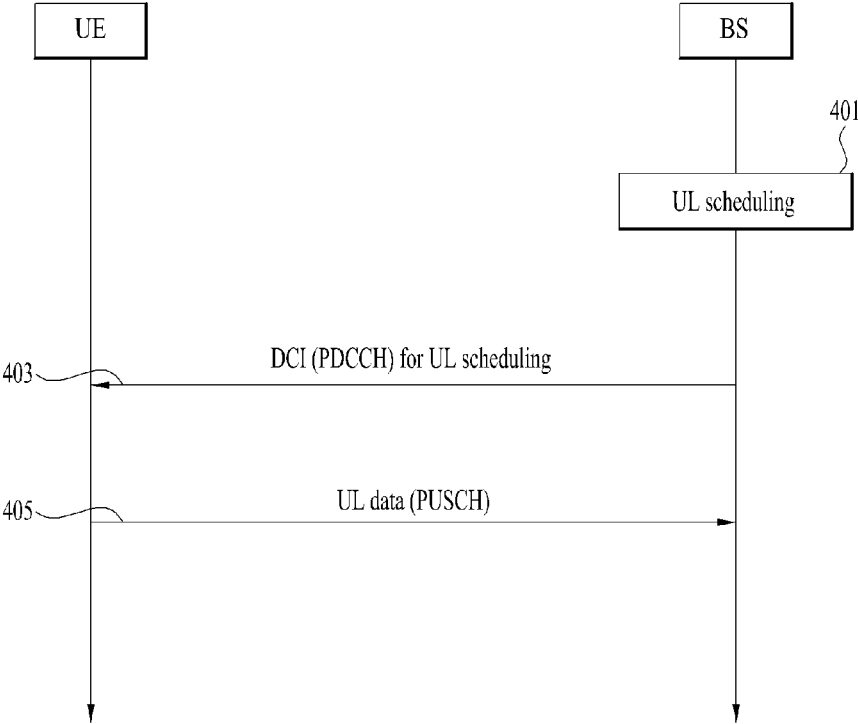 UE
BS
401
UL scheduling
DCI (PDCCH) for UL scheduling
403
UL data (PUSCH)
405